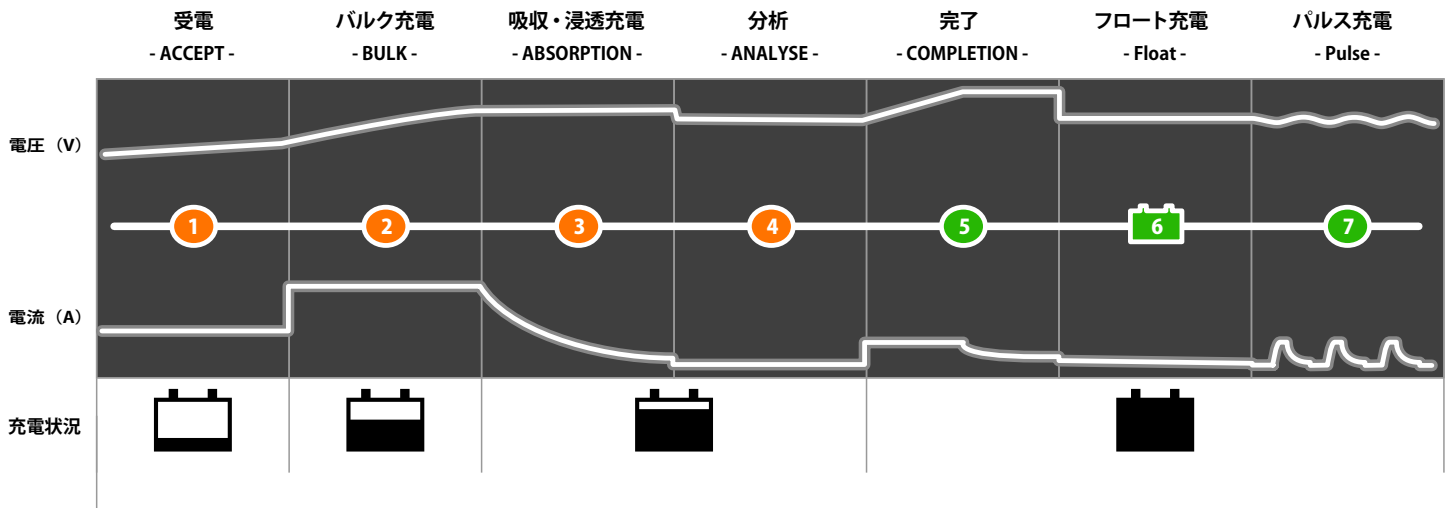 受電
- ACCEPT -
バルク充電
- BULK -
吸収・浸透充電
- ABSORPTION -
分析
- ANALYSE -
完了
- COMPLETION -
フロート充電
- Float -
パルス充電
- Pulse -
電圧（V）
1
2
3
4
5
6
7
電流（A）
充電状況